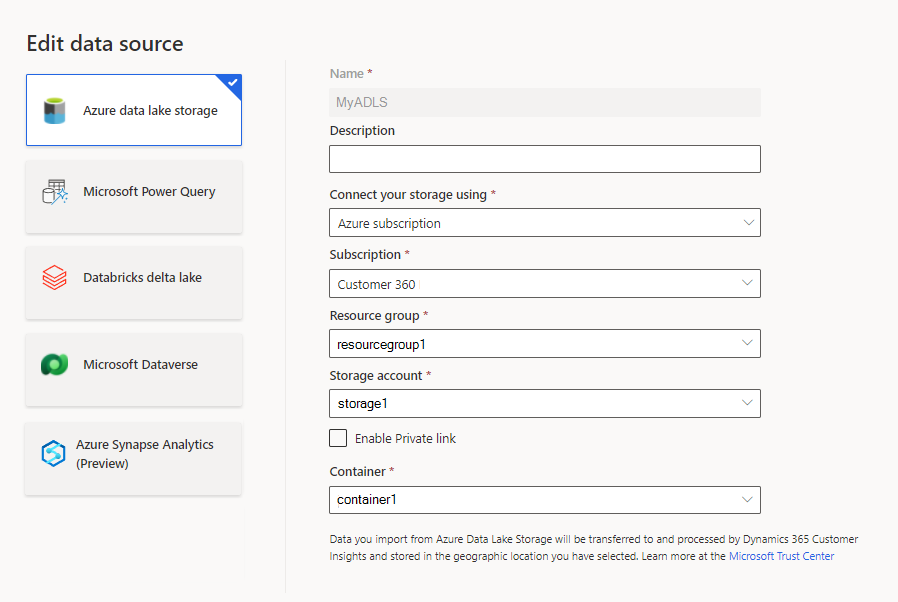 Edit data source
Azure data lake storage
Microsoft Power Query
Databricks delta lake
Microsoft Dataverse
Azure Synapse Analytics
(Preview)
Name *
MyADLS
Description
Connect your storage using *
Azure subscription
Subscription *
Customer 360
Resource group *
resourcegroup1
Storage account *
storage1
Enable Private link
Container *
container1
Data you import from Azure Data Lake Storage will be transferred to and processed by Dynamics 365 Customer
Insights and stored in the geographic location you have selected. Learn more at the Microsoft Trust Center